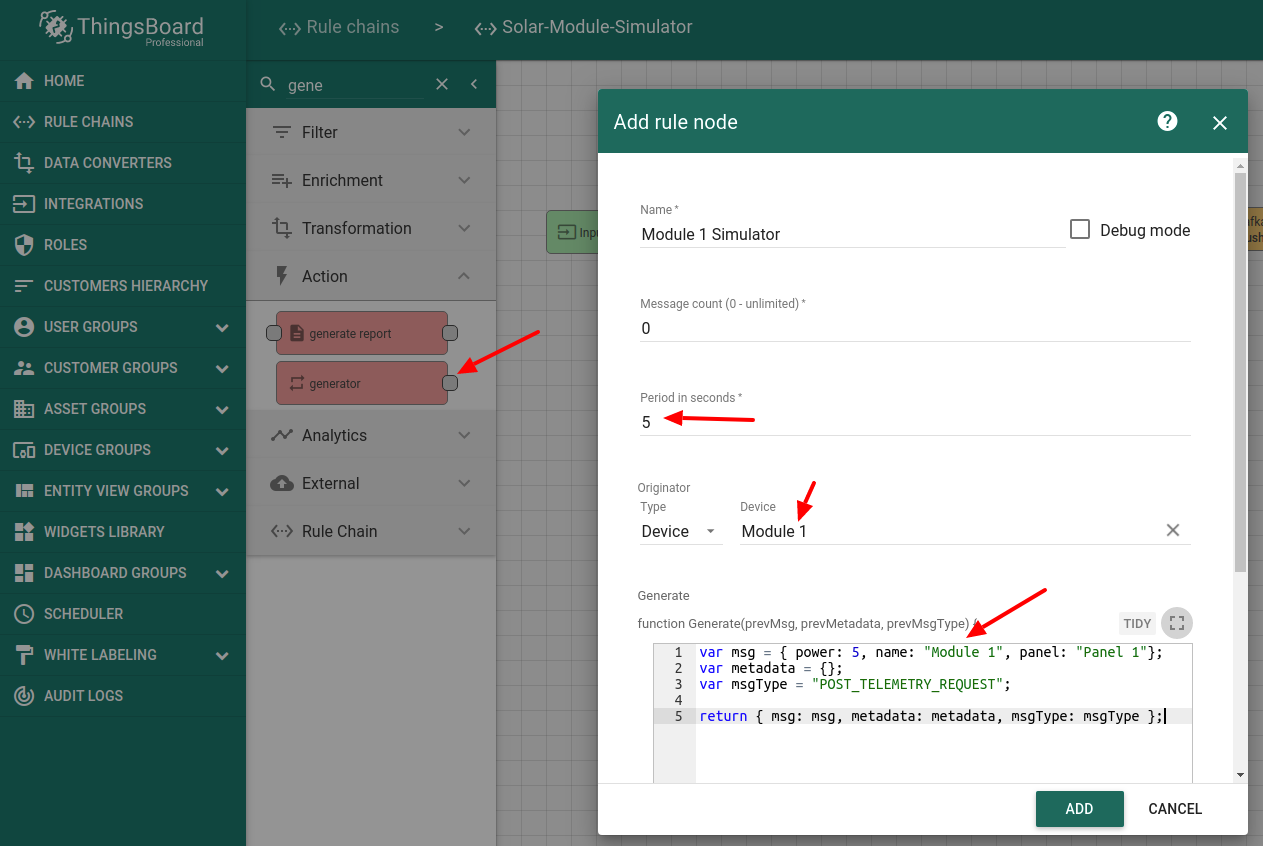 ThingsBoard
Professional
Rule chains > Solar-Module-Simulator
HOME
RULE CHAINS
DATA CONVERTERS
INTEGRATIONS
ROLES
CUSTOMERS HIERARCHY
USER GROUPS
CUSTOMER GROUPS
ASSET GROUPS
DEVICE GROUPS
ENTITY VIEW GROUPS
WIDGETS LIBRARY
DASHBOARD GROUPS
SCHEDULER
WHITE LABELING
AUDIT LOGS
gene
Filter
Enrichment
Transformation
Action
generate report
generator
Analytics
External
Rule Chain
Add rule node
Name *
Module 1 Simulator
Debug mode
Message count (0 - unlimited) *
0
Period in seconds *
5
Originator
Type Device
Device Module 1
Generate
function Generate(prevMsg, prevMetadata, prevMsgType) {
TIDY
1 var msg = { power: 5, name: "Module 1", panel: "Panel 1"};
2 var metadata = {};
3 var msgType = "POST_TELEMETRY_REQUEST";
4
5 return { msg: msg, metadata: metadata, msgType: msgType };
ADD CANCEL